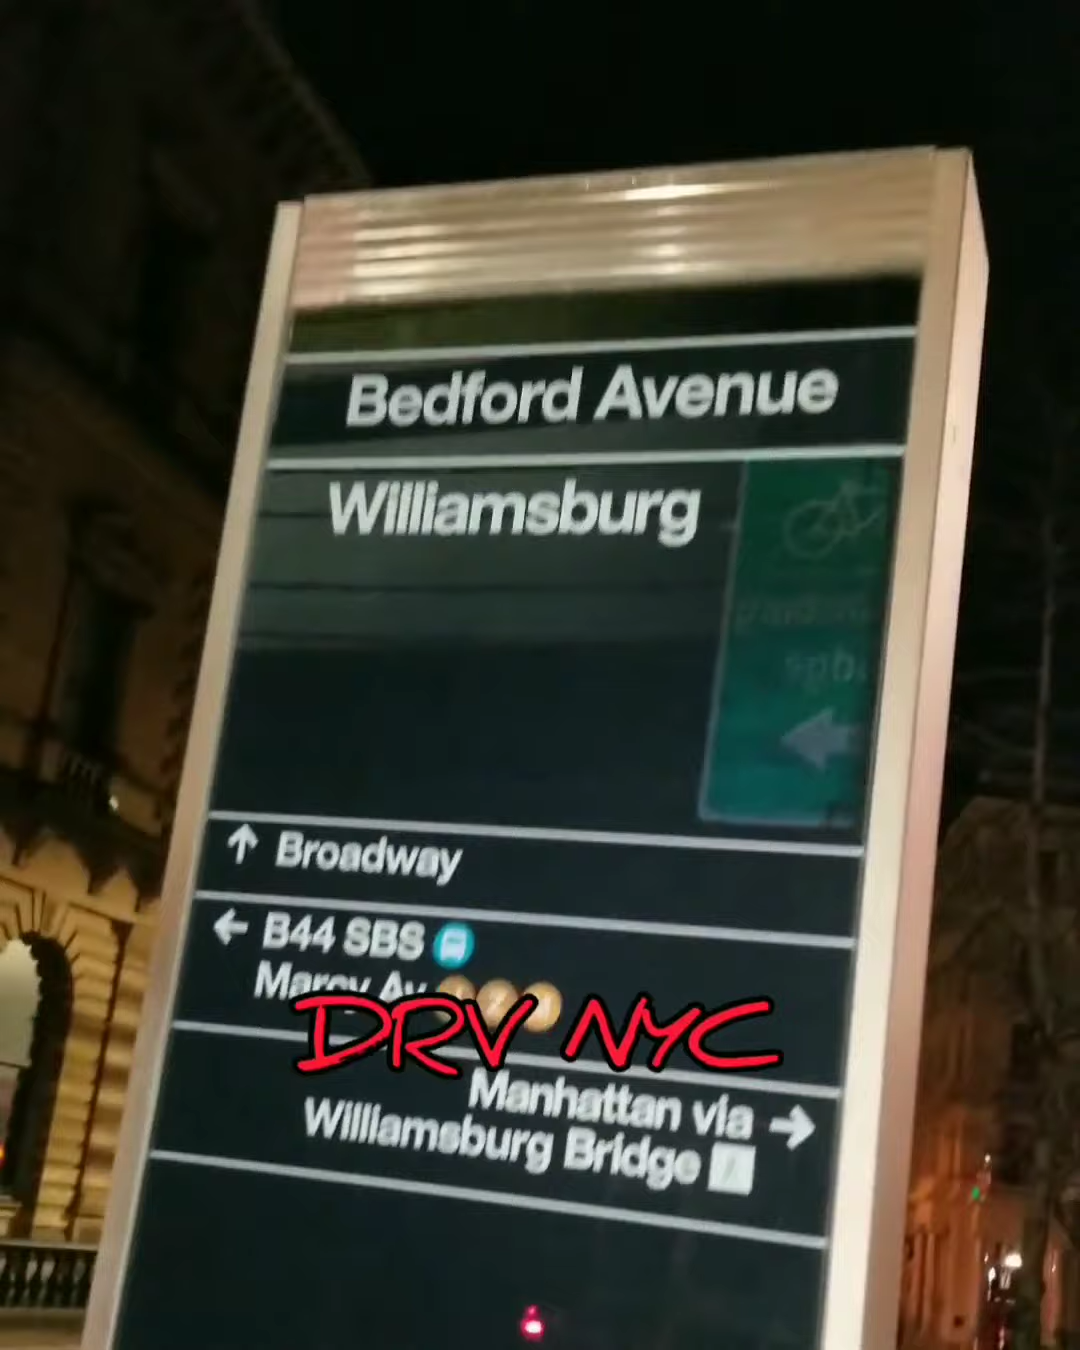 Bedford Avenue
Williamsburg
↑ Broadway
← B44 SBS
Marcy Av
DRV NYC
Manhattan via →
Williamsburg Bridge